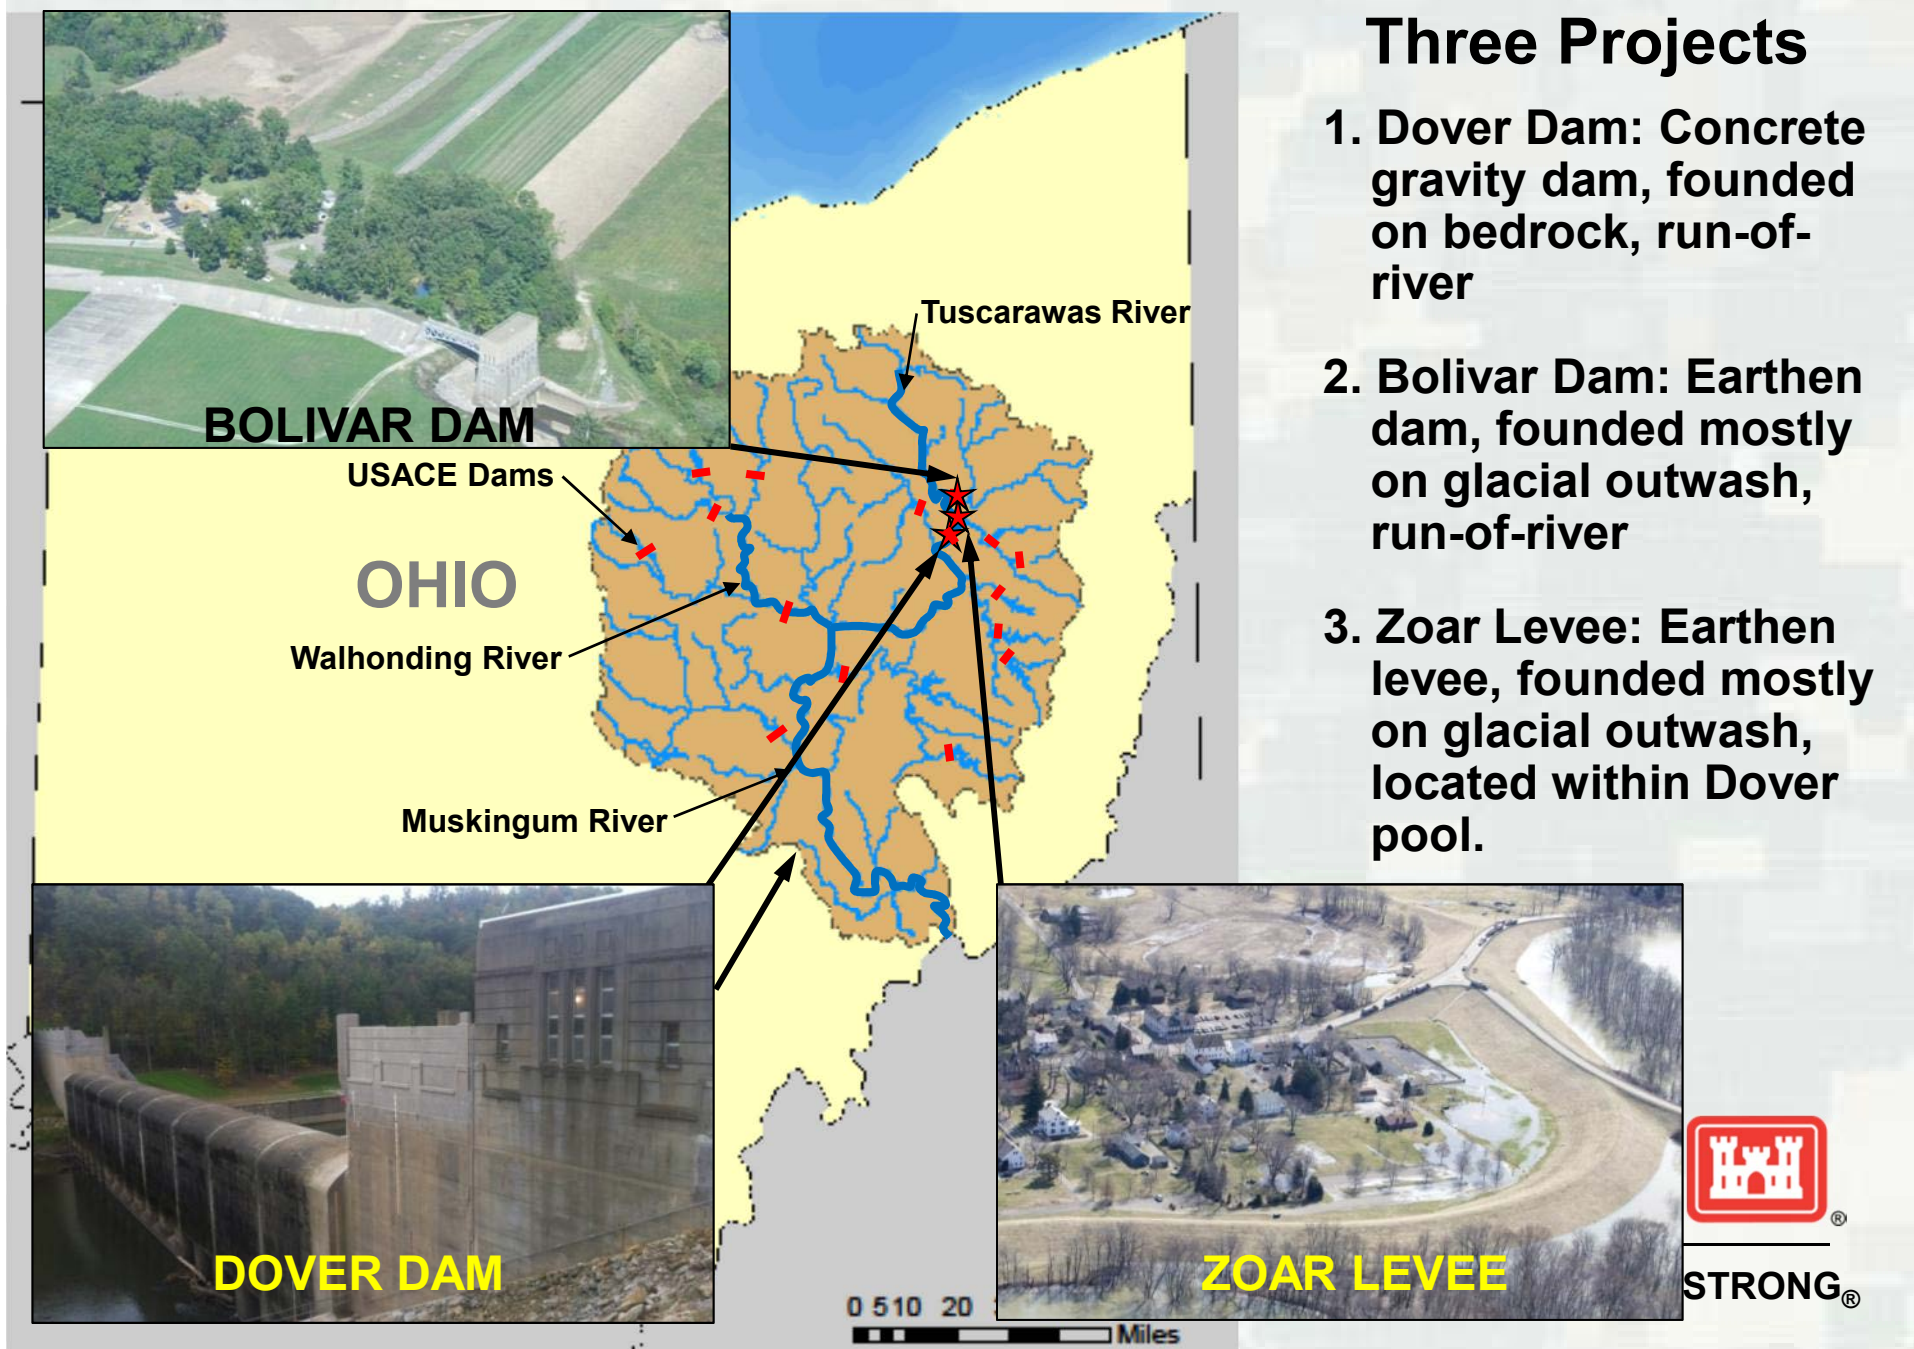 Three Projects
1. Dover Dam: Concrete
gravity dam, founded
on bedrock, run-of-
river
2. Bolivar Dam: Earthen
dam, founded mostly
on glacial outwash,
run-of-river
3. Zoar Levee: Earthen
levee, founded mostly
on glacial outwash,
located within Dover
pool.
BOLIVAR DAM
Tuscarawas River
USACE Dams
OHIO
Walhonding River
Muskingum River
DOVER DAM
ZOAR LEVEE
0 5 10 20
Miles
®
STRONG®